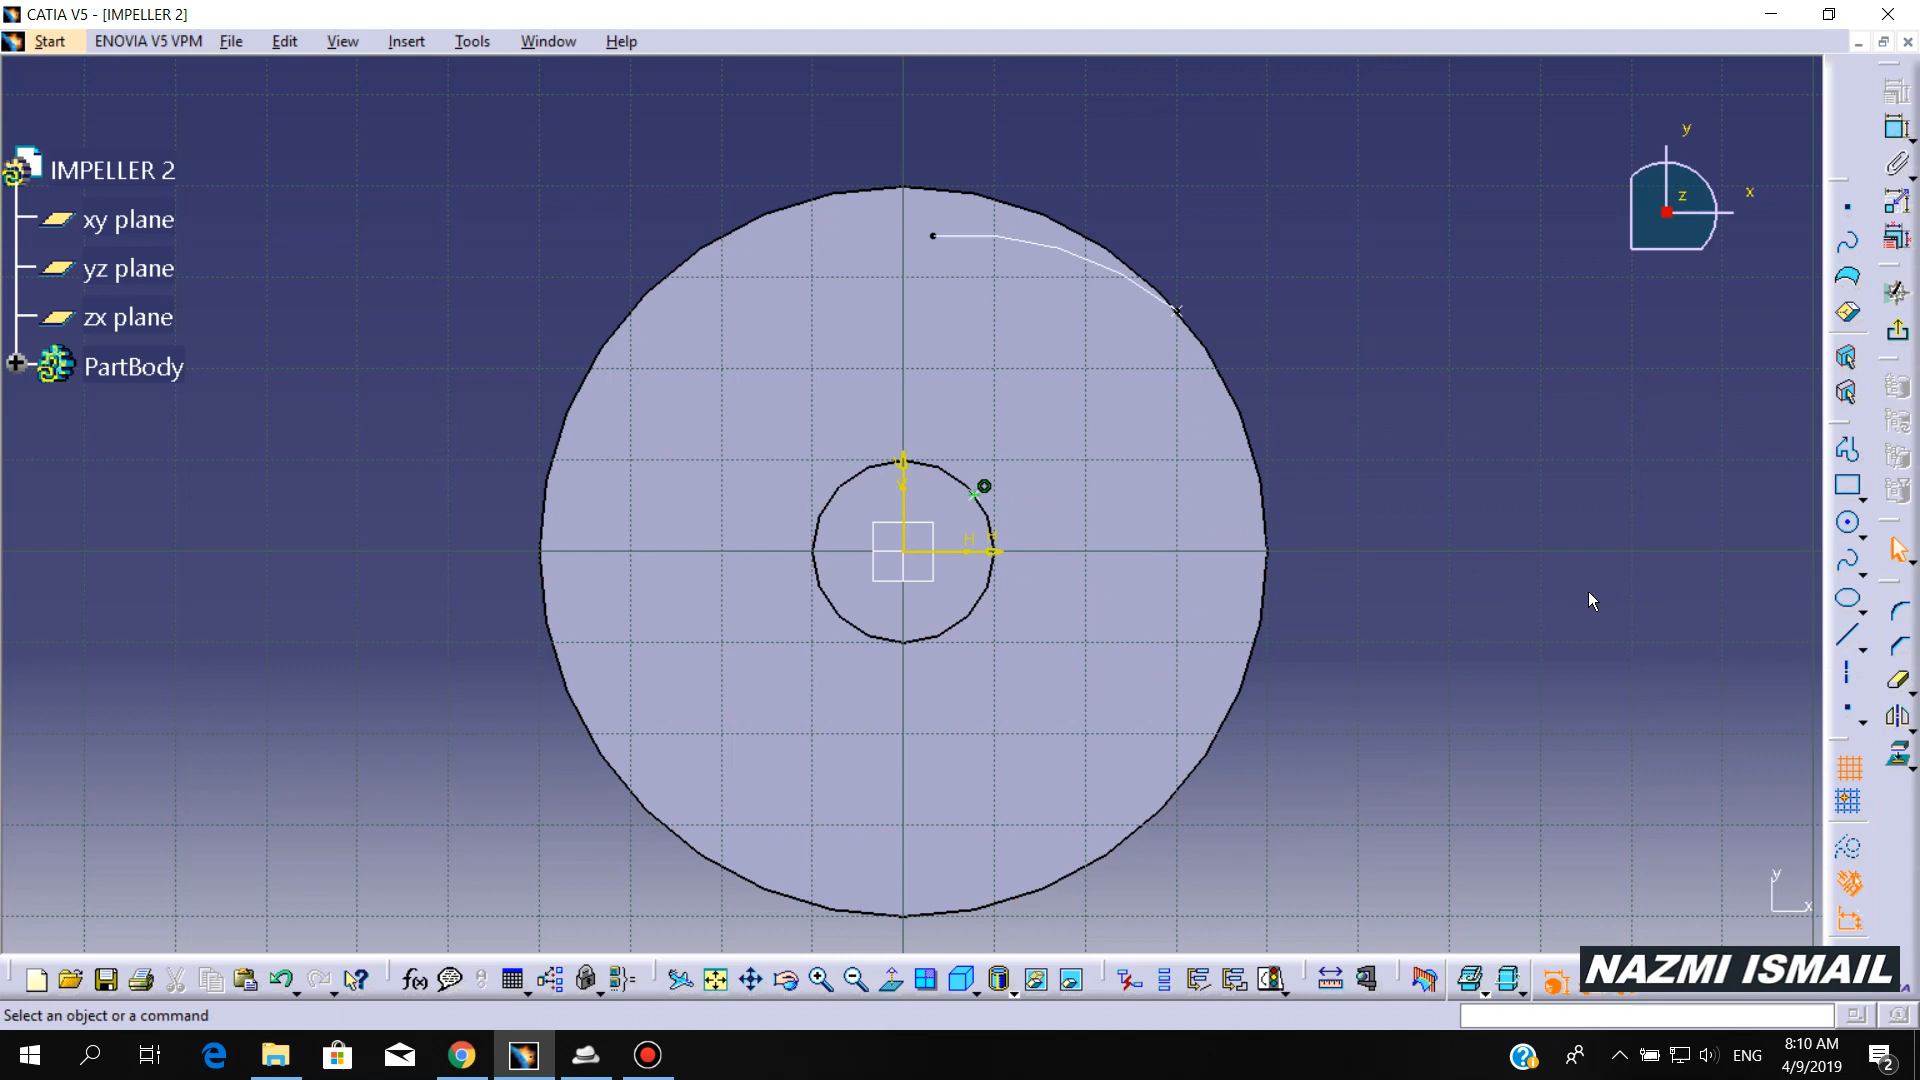 CATIA V5 - [IMPELLER 2]
Start ENOVIA V5 VPM File Edit View Insert Tools Window Help
IMPELLER 2
xy plane
yz plane
zx plane
PartBody
y
x
z
V
H H
y
x
f(x)
NAZMI ISMAIL
Select an object or a command
ENG
8:10 AM
4/9/2019
2